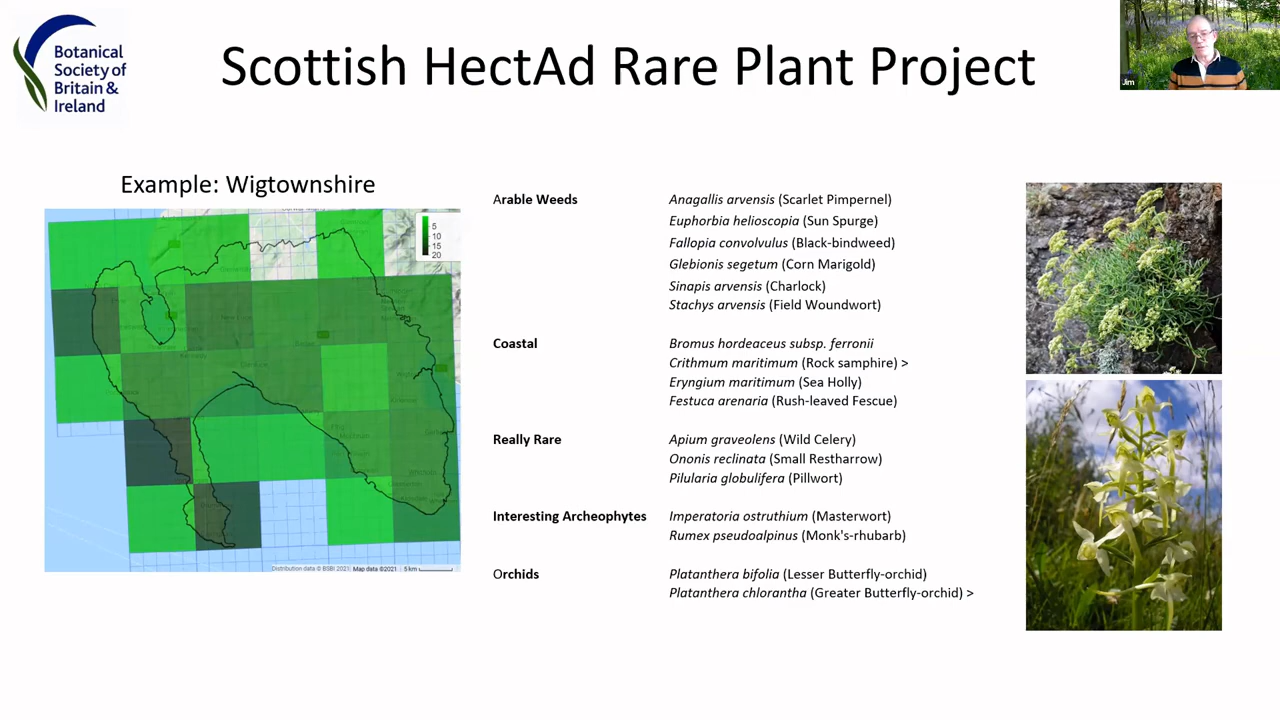 Botanical
Society of
Britain &
Ireland
Scottish HectAd Rare Plant Project
Jim
Example: Wigtownshire
5
10
15
20
Distribution data © BSBI 2021 Map data ©2021 5 km
Arable Weeds
Anagallis arvensis (Scarlet Pimpernel)
Euphorbia helioscopia (Sun Spurge)
Fallopia convolvulus (Black-bindweed)
Glebionis segetum (Corn Marigold)
Sinapis arvensis (Charlock)
Stachys arvensis (Field Woundwort)
Coastal
Bromus hordeaceus subsp. ferronii
Crithmum maritimum (Rock samphire) >
Eryngium maritimum (Sea Holly)
Festuca arenaria (Rush-leaved Fescue)
Really Rare
Apium graveolens (Wild Celery)
Ononis reclinata (Small Restharrow)
Pilularia globulifera (Pillwort)
Interesting Archeophytes
Imperatoria ostruthium (Masterwort)
Rumex pseudoalpinus (Monk's-rhubarb)
Orchids
Platanthera bifolia (Lesser Butterfly-orchid)
Platanthera chlorantha (Greater Butterfly-orchid) >